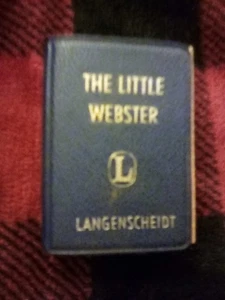 THE LITTLE
WEBSTER
L
LANGENSCHEIDT